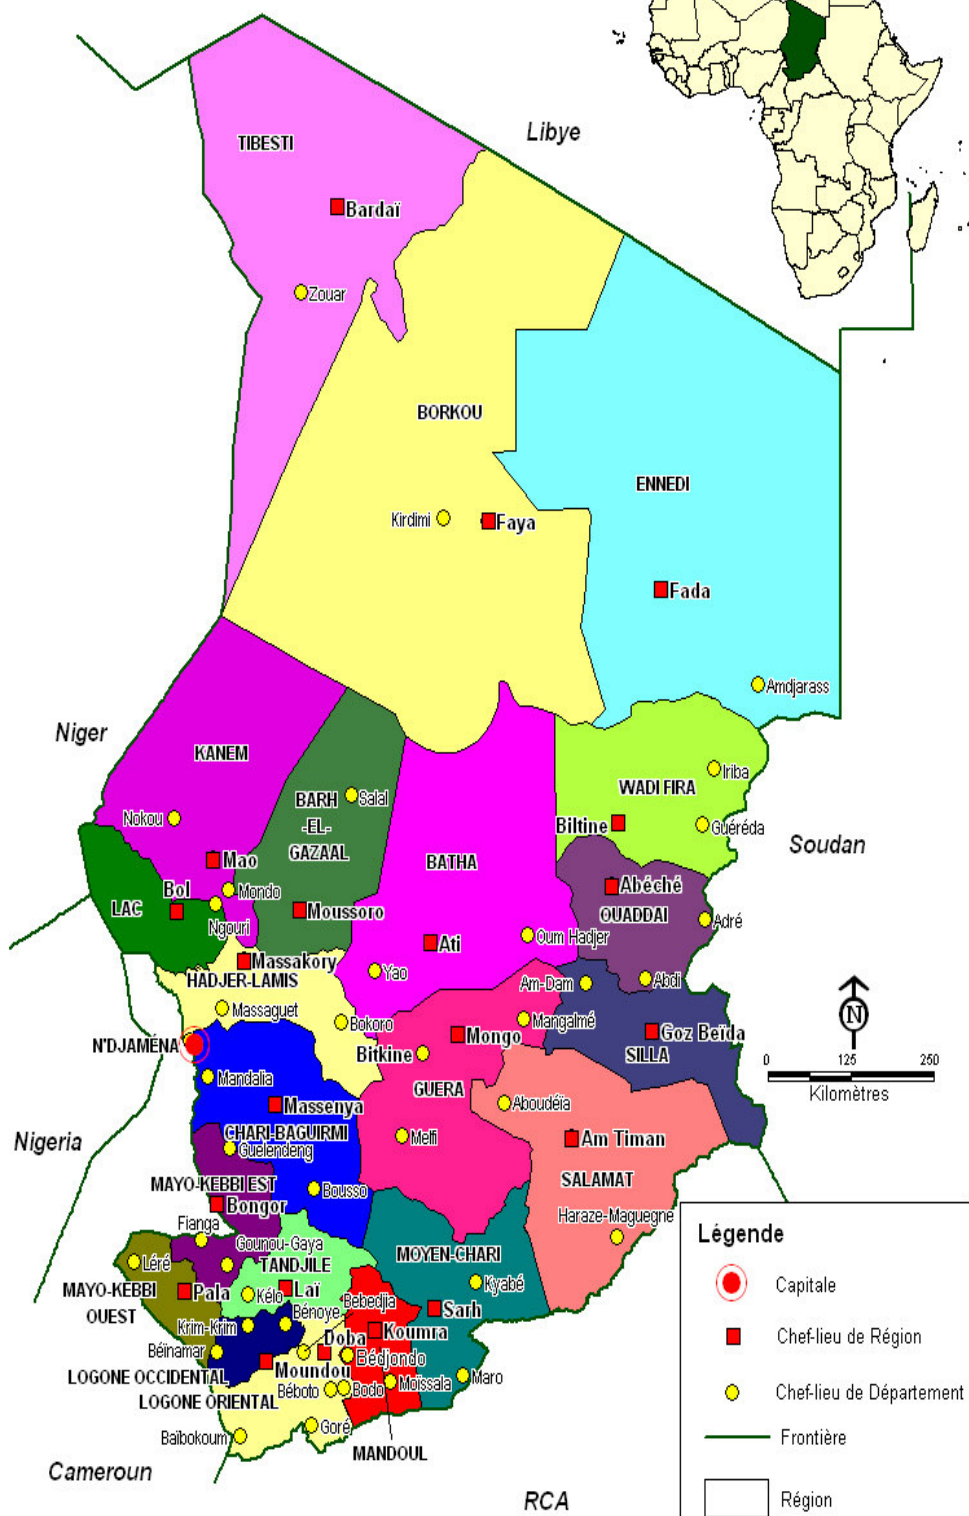 Libye
TIBESTI
Bardaï
Zouar
BORKOU
ENNEDI
Kirdimi
Faya
Fada
Amdjarass
Niger
KANEM
WADI FIRA
Iriba
BARH
-EL-
GAZAAL
Salal
Nokou
Biltine
Guéréda
Soudan
Mao
BATHA
Abéché
Bol
Mondo
LAC
Moussoro
OUADDAI
Ngouri
Adré
Ati
Oum Hadjer
Massakory
HADJER-LAMIS
Yao
Am-Dam
Abdi
Massaguet
Bokoro
Mangalmé
N
N'DJAMÉNA
Bitkine
Mongo
Goz Beïda
SILLA
0 125 250
Kilomètres
Mandalia
GUERA
Massenya
Aboudéïa
CHARI-BAGUIRMI
Melfi
Am Timan
Nigeria
Guelendeng
MAYO-KEBBI EST
Bousso
SALAMAT
Bongor
Haraze-Maguegne
Fianga
Gounou-Gaya
MOYEN-CHARI
Léré
TANDJILE
Kyabé
MAYO-KEBBI
OUEST
Pala
Kélo
Laï
Bebedjia
Sarh
Bénoye
Krim-Krim
Doba
Koumra
Béinamar
Bédjondo
Moundou
LOGONE OCCIDENTAL
LOGONE ORIENTAL
Béboto
Bodo
Moïssala
Maro
Goré
Baïbokoum
MANDOUL
Cameroun
RCA
Légende
Capitale
Chef-lieu de Région
Chef-lieu de Département
Frontière
Région